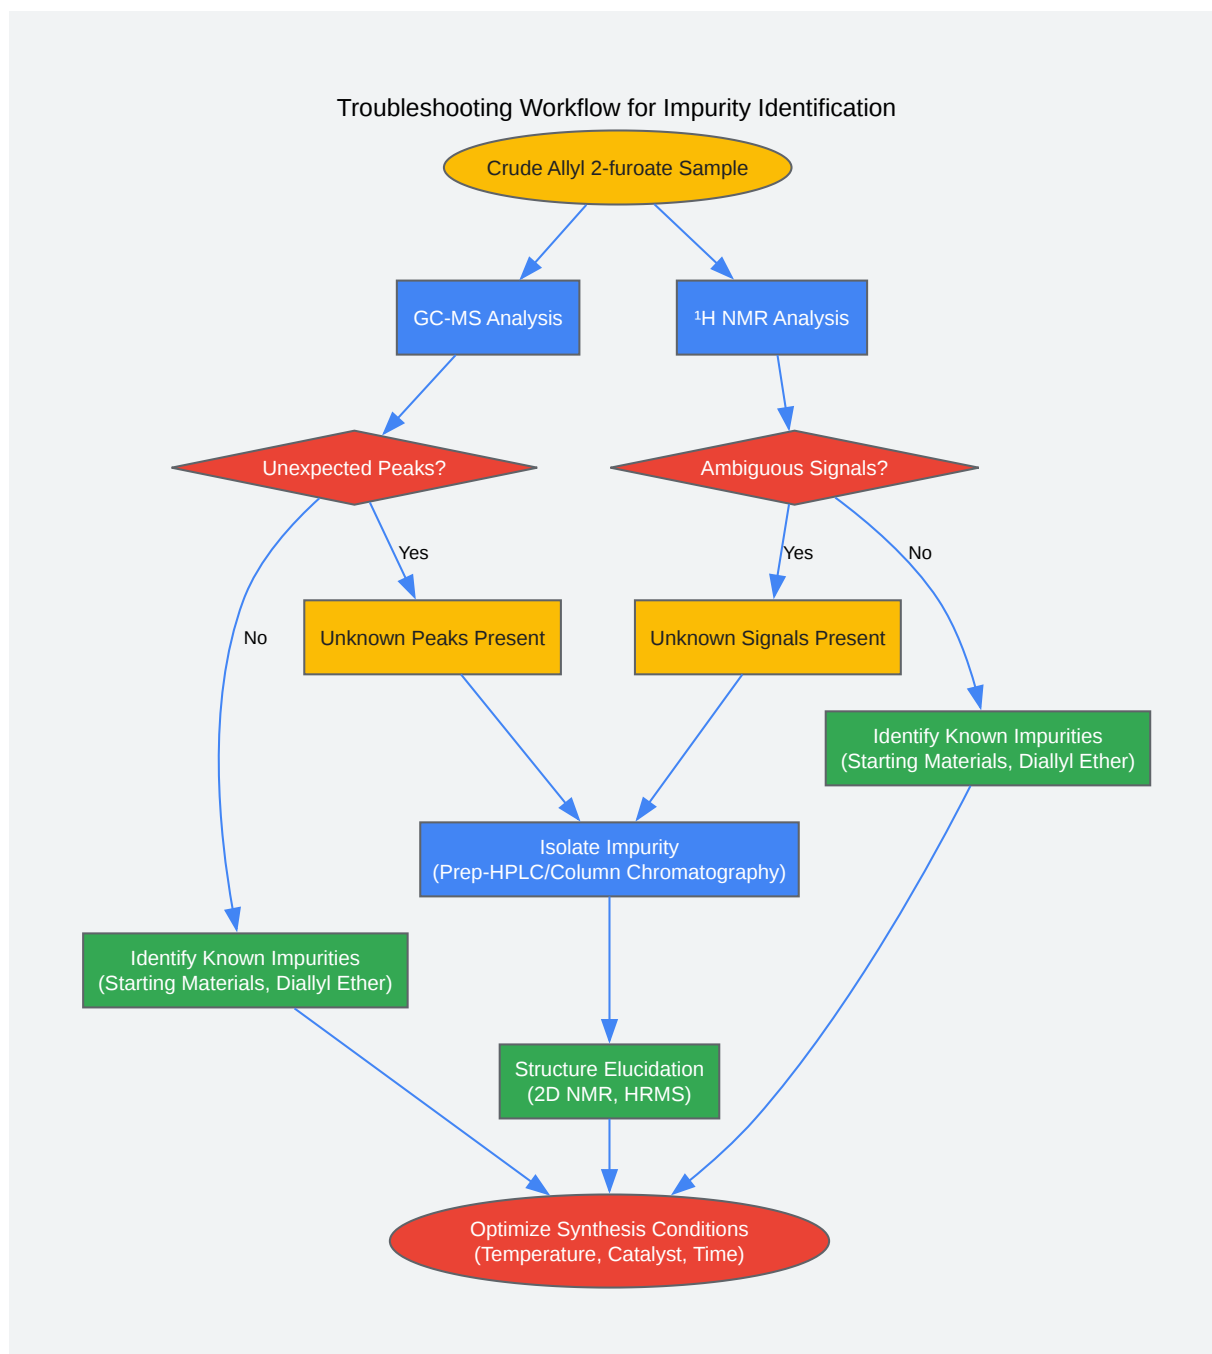 Troubleshooting Workflow for Impurity Identification
Crude Allyl 2-furoate Sample
GC-MS Analysis
¹H NMR Analysis
Unexpected Peaks?
Ambiguous Signals?
Yes
Yes
No
No
Unknown Peaks Present
Unknown Signals Present
Identify Known Impurities
(Starting Materials, Diallyl Ether)
Isolate Impurity
(Prep-HPLC/Column Chromatography)
Identify Known Impurities
(Starting Materials, Diallyl Ether)
Structure Elucidation
(2D NMR, HRMS)
Optimize Synthesis Conditions
(Temperature, Catalyst, Time)